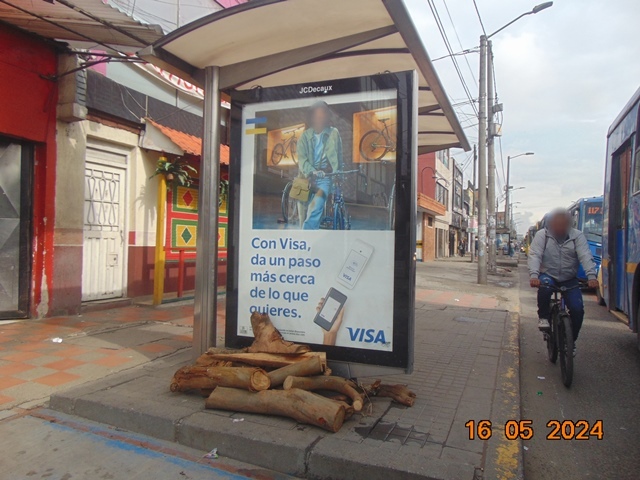 JCDecaux
Con Visa,
da un paso
más cerca
de lo que
quieres.
VISA
16 05 2024